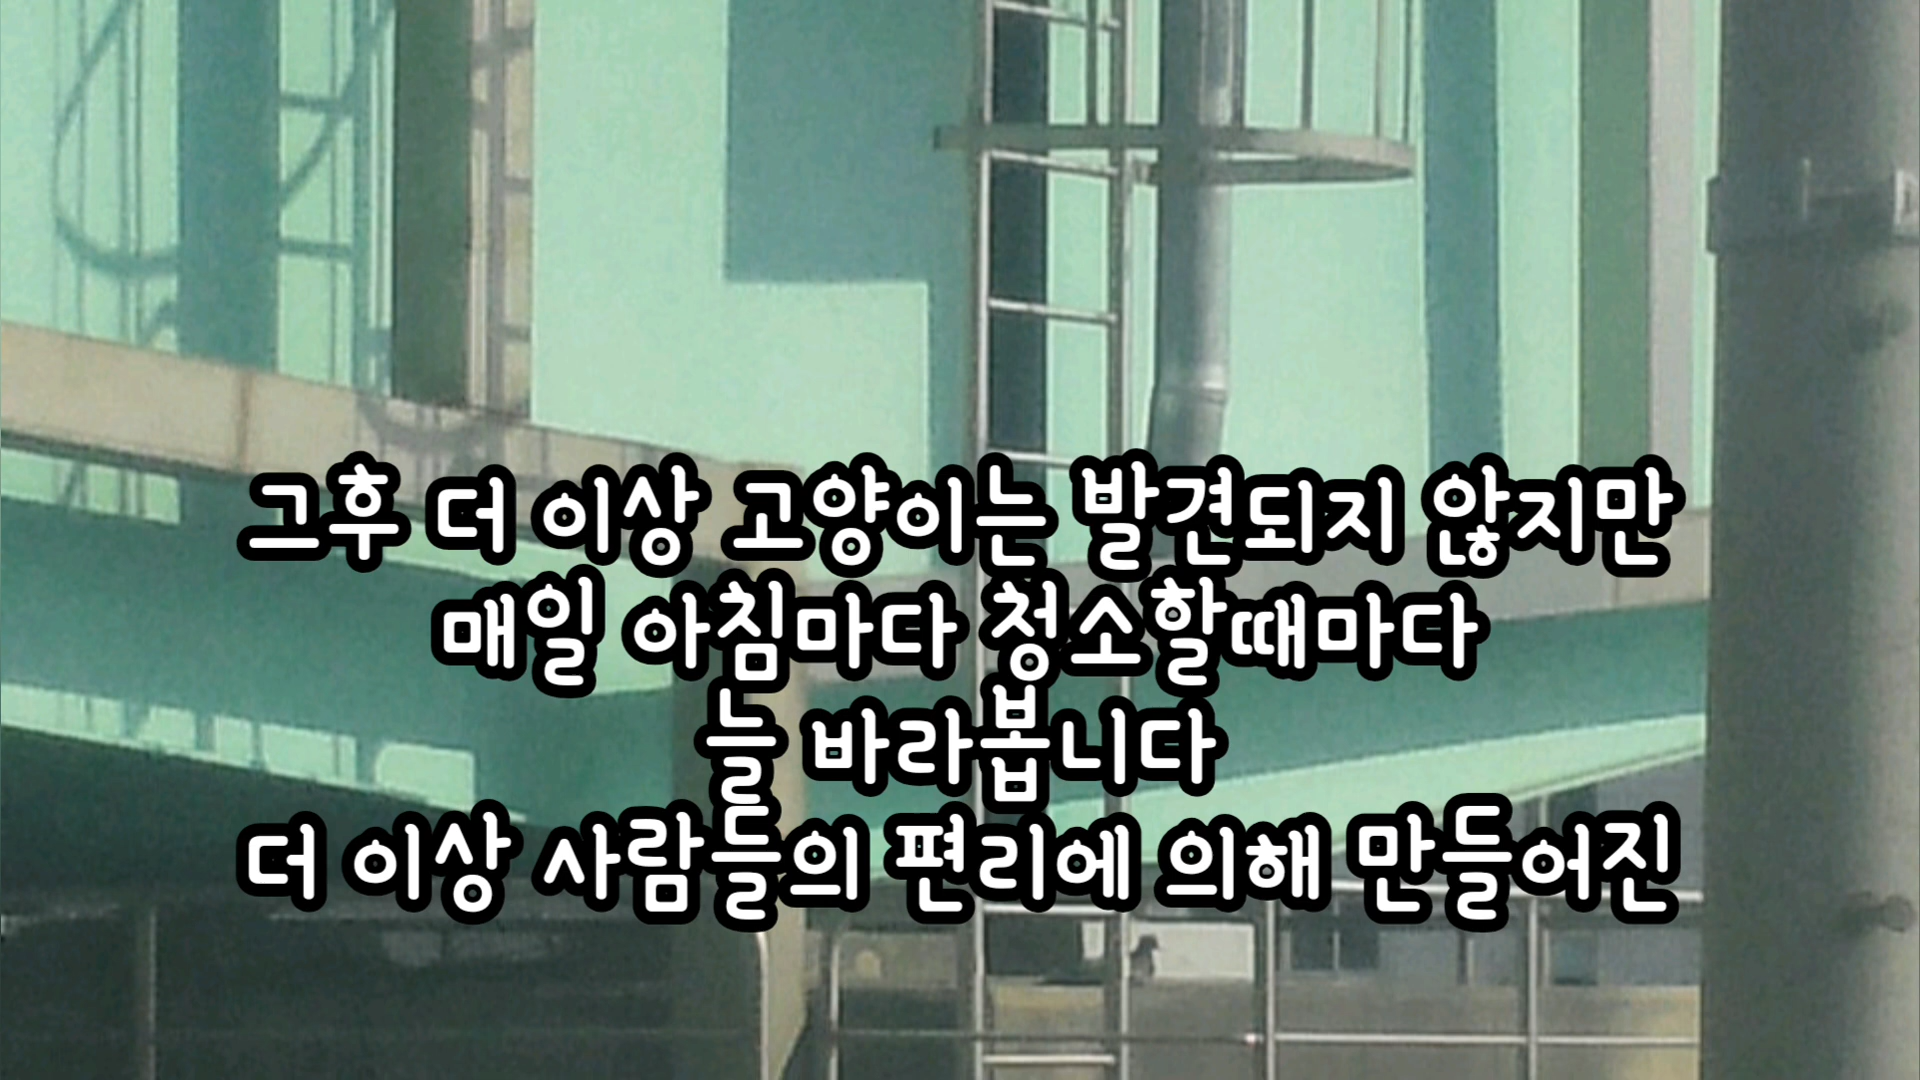 그후 더 이상 고양이는 발견되지 않지만
매일 아침마다 청소할때마다
늘 바라봅니다
더 이상 사람들의 편리에 의해 만들어진